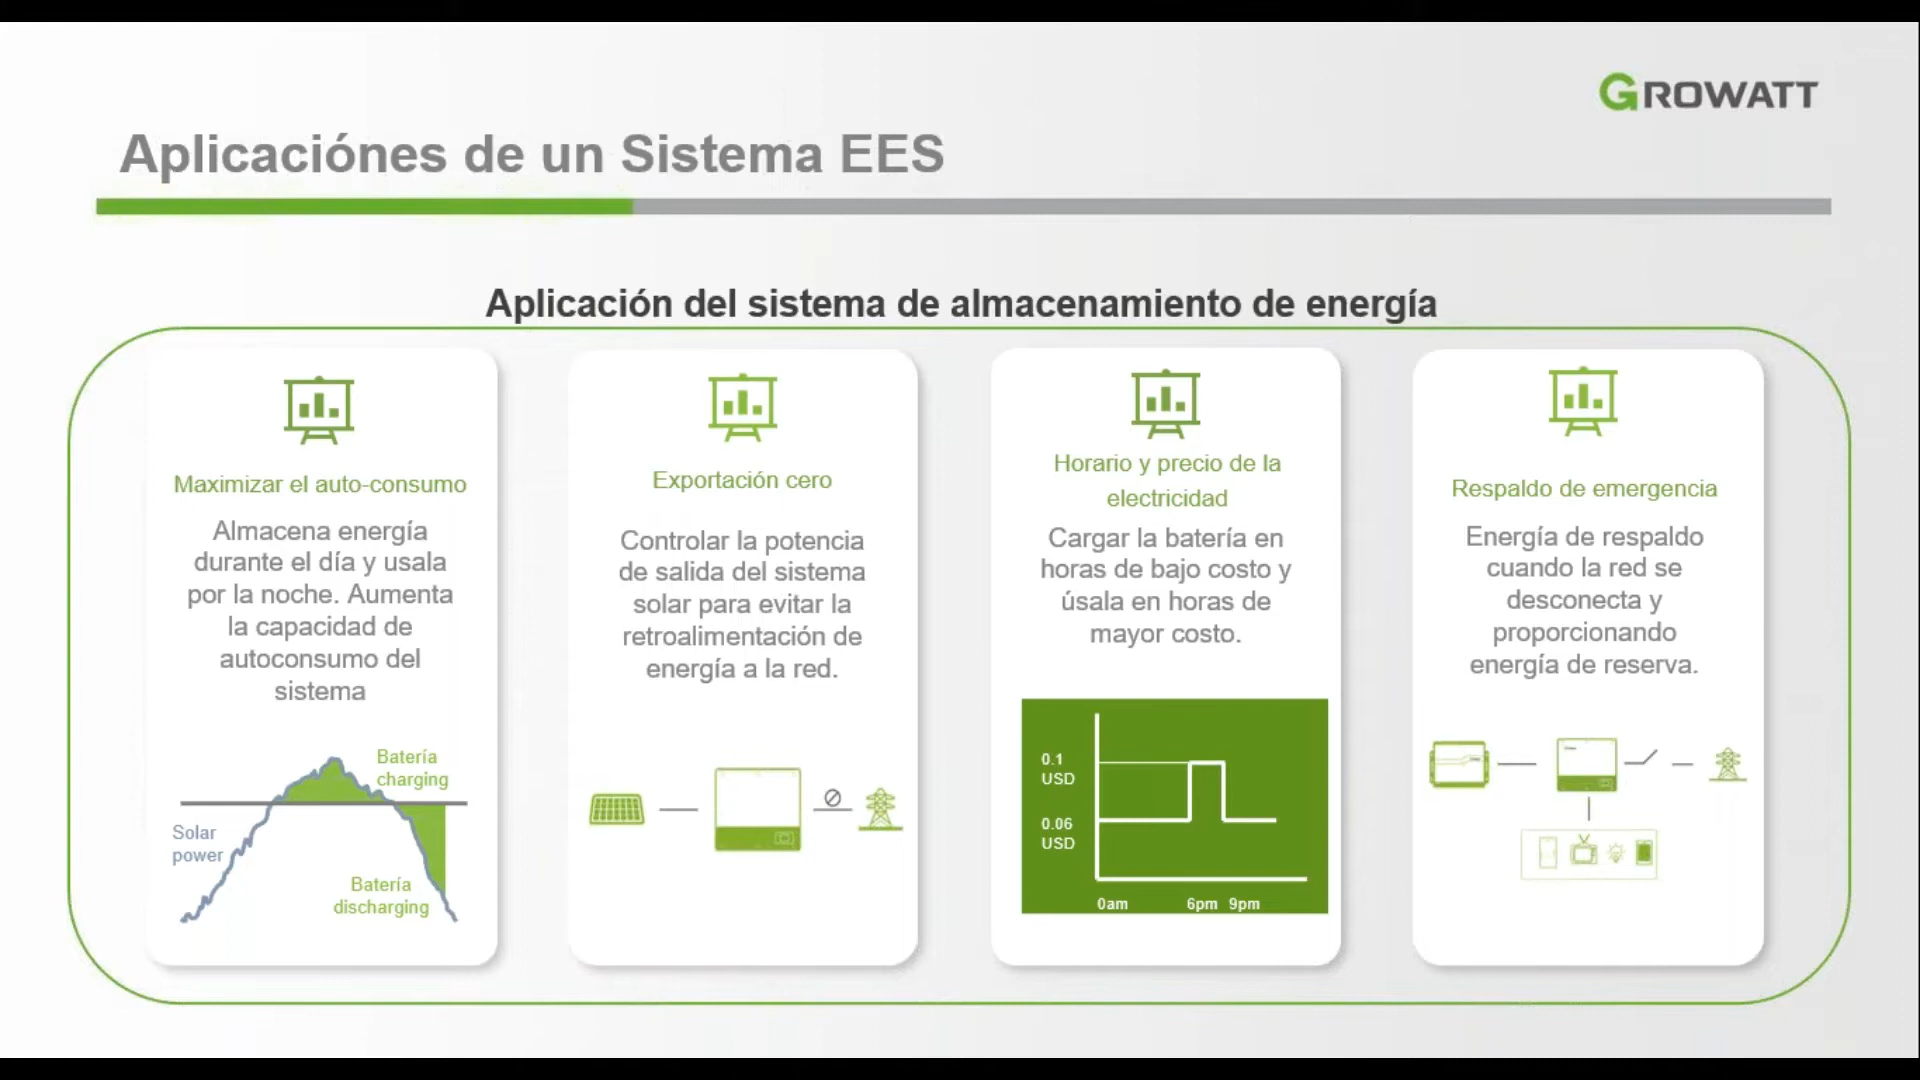 GROWATT
Aplicaciónes de un Sistema EES
Aplicación del sistema de almacenamiento de energía
Maximizar el auto-consumo
Almacena energía
durante el día y usala
por la noche. Aumenta
la capacidad de
autoconsumo del
sistema
Batería
charging
Solar
power
Batería
discharging
Exportación cero
Controlar la potencia
de salida del sistema
solar para evitar la
retroalimentación de
energía a la red.
Horario y precio de la
electricidad
Cargar la batería en
horas de bajo costo y
úsala en horas de
mayor costo.
0.1
USD
0.06
USD
0am 6pm 9pm
Respaldo de emergencia
Energía de respaldo
cuando la red se
desconecta y
proporcionando
energía de reserva.